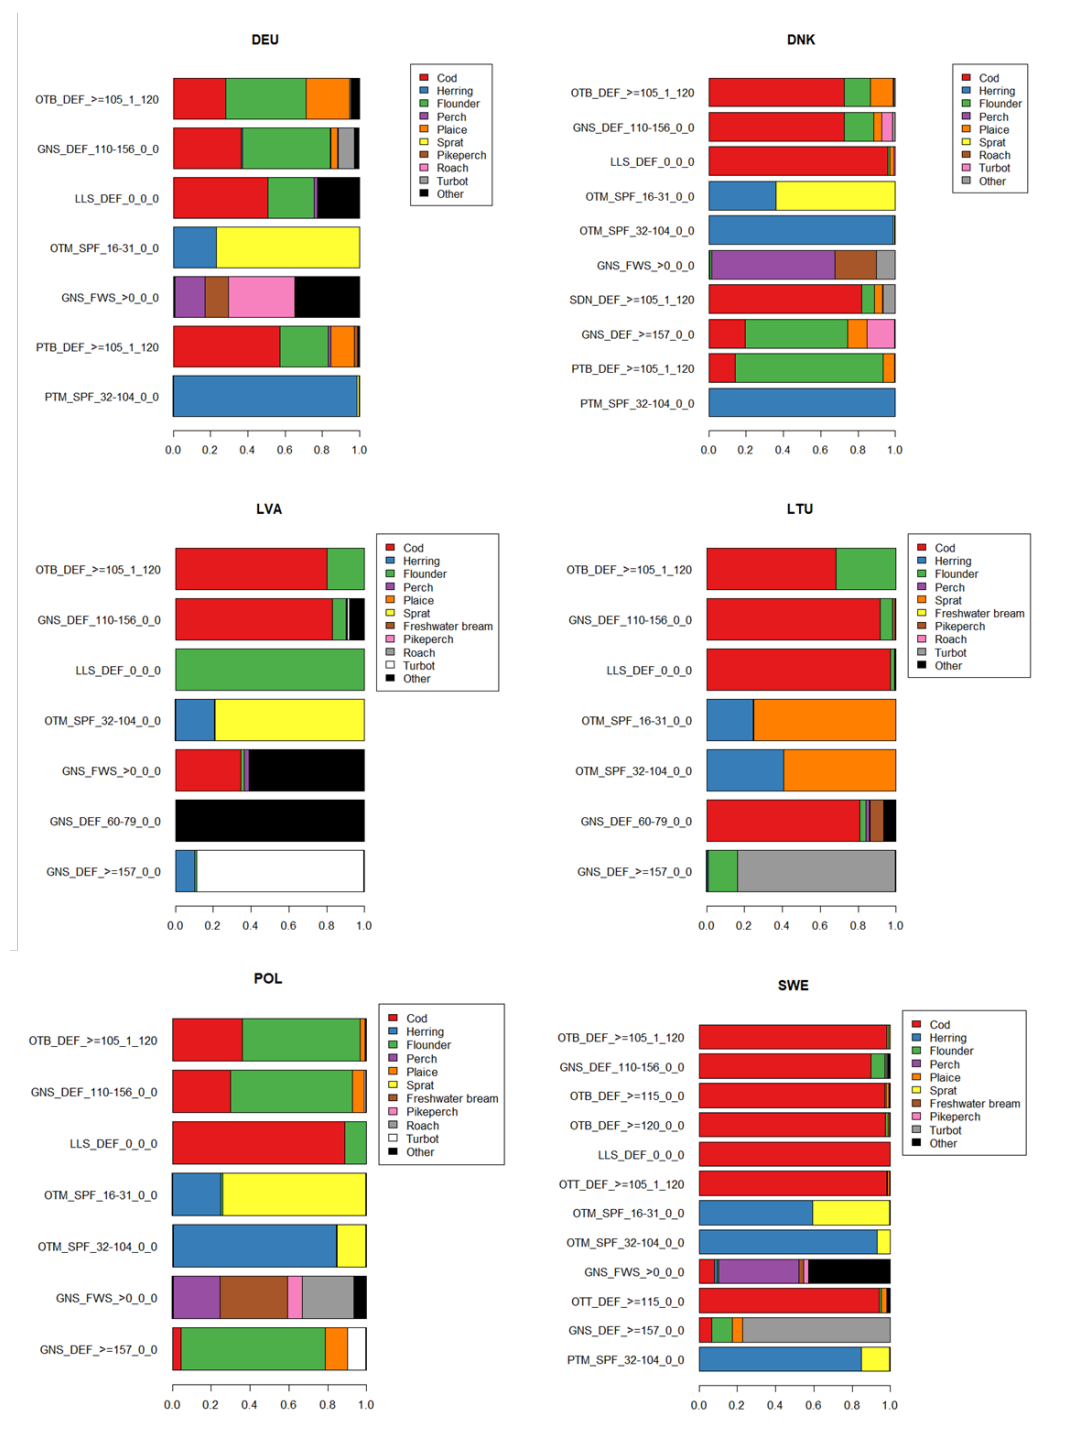 DEU
OTB_DEF_>=105_1_120
GNS_DEF_110-156_0_0
LLS_DEF_0_0_0
OTM_SPF_16-31_0_0
GNS_FWS_>0_0_0
PTB_DEF_>=105_1_120
PTM_SPF_32-104_0_0
0.0 0.2 0.4 0.6 0.8 1.0
Cod
Herring
Flounder
Perch
Plaice
Sprat
Pikeperch
Roach
Turbot
Other
DNK
OTB_DEF_>=105_1_120
GNS_DEF_110-156_0_0
LLS_DEF_0_0_0
OTM_SPF_16-31_0_0
OTM_SPF_32-104_0_0
GNS_FWS_>0_0_0
SDN_DEF_>=105_1_120
GNS_DEF_>=157_0_0
PTB_DEF_>=105_1_120
PTM_SPF_32-104_0_0
0.0 0.2 0.4 0.6 0.8 1.0
Cod
Herring
Flounder
Perch
Plaice
Sprat
Roach
Turbot
Other
LVA
OTB_DEF_>=105_1_120
GNS_DEF_110-156_0_0
LLS_DEF_0_0_0
OTM_SPF_32-104_0_0
GNS_FWS_>0_0_0
GNS_DEF_60-79_0_0
GNS_DEF_>=157_0_0
0.0 0.2 0.4 0.6 0.8 1.0
Cod
Herring
Flounder
Perch
Plaice
Sprat
Freshwater bream
Pikeperch
Roach
Turbot
Other
LTU
OTB_DEF_>=105_1_120
GNS_DEF_110-156_0_0
LLS_DEF_0_0_0
OTM_SPF_16-31_0_0
OTM_SPF_32-104_0_0
GNS_DEF_60-79_0_0
GNS_DEF_>=157_0_0
0.0 0.2 0.4 0.6 0.8 1.0
Cod
Herring
Flounder
Perch
Sprat
Freshwater bream
Pikeperch
Roach
Turbot
Other
POL
OTB_DEF_>=105_1_120
GNS_DEF_110-156_0_0
LLS_DEF_0_0_0
OTM_SPF_16-31_0_0
OTM_SPF_32-104_0_0
GNS_FWS_>0_0_0
GNS_DEF_>=157_0_0
0.0 0.2 0.4 0.6 0.8 1.0
Cod
Herring
Flounder
Perch
Plaice
Sprat
Freshwater bream
Pikeperch
Roach
Turbot
Other
SWE
OTB_DEF_>=105_1_120
GNS_DEF_110-156_0_0
OTB_DEF_>=115_0_0
OTB_DEF_>=120_0_0
LLS_DEF_0_0_0
OTT_DEF_>=105_1_120
OTM_SPF_16-31_0_0
OTM_SPF_32-104_0_0
GNS_FWS_>0_0_0
OTT_DEF_>=115_0_0
GNS_DEF_>=157_0_0
PTM_SPF_32-104_0_0
0.0 0.2 0.4 0.6 0.8 1.0
Cod
Herring
Flounder
Perch
Plaice
Sprat
Freshwater bream
Pikeperch
Turbot
Other